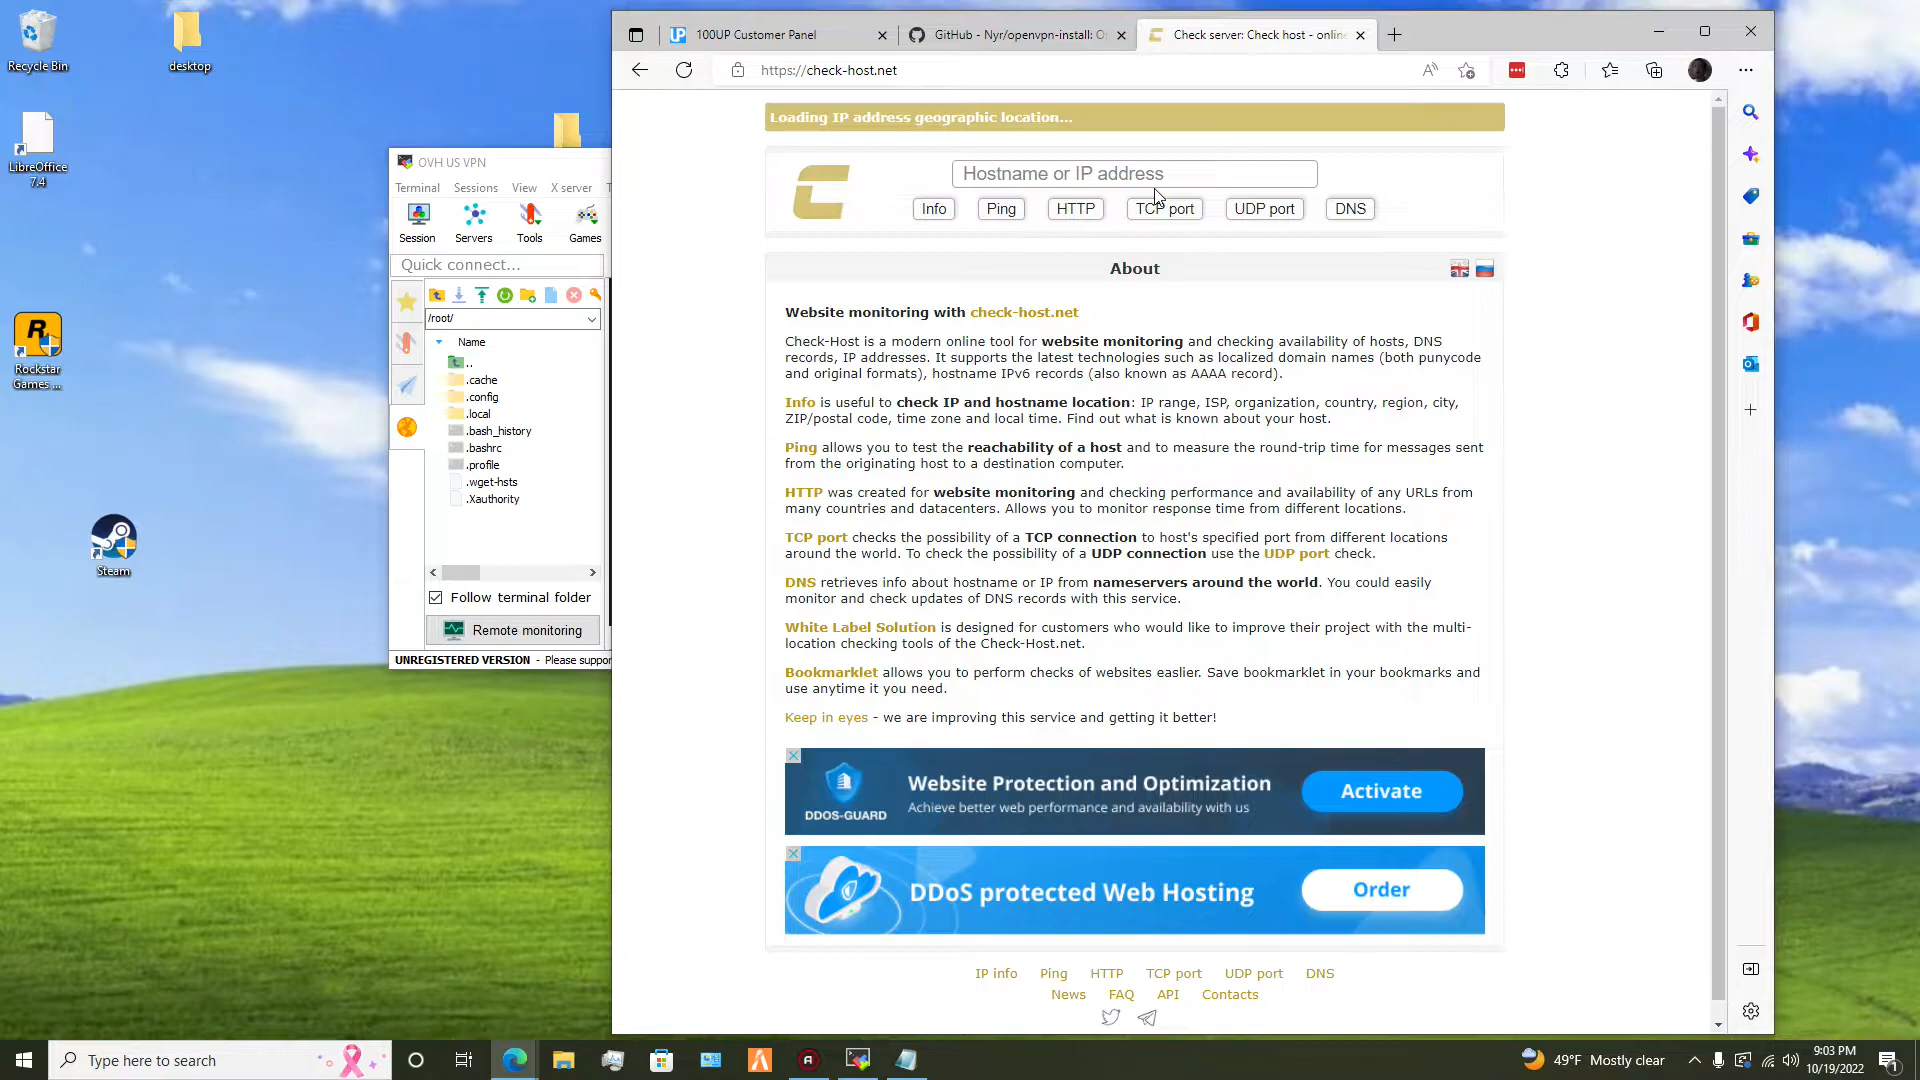 Recycle Bin
desktop
LibreOffice
7.4
Rockstar
Games ...
Steam
OVH US VPN
Terminal Sessions View X server
Session Servers Tools Games
Quick connect...
/root/
Name
..
.cache
.config
.local
.bash_history
.bashrc
.profile
.wget-hsts
.Xauthority
Follow terminal folder
Remote monitoring
UNREGISTERED VERSION - Please suppor
100UP Customer Panel
GitHub - Nyr/openvpn-install: O
Check server: Check host - online
https://check-host.net
Loading IP address geographic location...
Hostname or IP address
Info Ping HTTP TCP port UDP port DNS
About
Website monitoring with check-host.net
Check-Host is a modern online tool for website monitoring and checking availability of hosts, DNS
records, IP addresses. It supports the latest technologies such as localized domain names (both punycode
and original formats), hostname IPv6 records (also known as AAAA record).
Info is useful to check IP and hostname location: IP range, ISP, organization, country, region, city,
ZIP/postal code, time zone and local time. Find out what is known about your host.
Ping allows you to test the reachability of a host and to measure the round-trip time for messages sent
from the originating host to a destination computer.
HTTP was created for website monitoring and checking performance and availability of any URLs from
many countries and datacenters. Allows you to monitor response time from different locations.
TCP port checks the possibility of a TCP connection to host's specified port from different locations
around the world. To check the possibility of a UDP connection use the UDP port check.
DNS retrieves info about hostname or IP from nameservers around the world. You could easily
monitor and check updates of DNS records with this service.
White Label Solution is designed for customers who would like to improve their project with the multi-
location checking tools of the Check-Host.net.
Bookmarklet allows you to perform checks of websites easier. Save bookmarklet in your bookmarks and
use anytime it you need.
Keep in eyes - we are improving this service and getting it better!
DDOS-GUARD
Website Protection and Optimization
Achieve better web performance and availability with us
Activate
DDoS protected Web Hosting
Order
IP info Ping HTTP TCP port UDP port DNS
News FAQ API Contacts
Type here to search
49°F Mostly clear
9:03 PM
10/19/2022
1